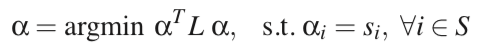 α = argmin α^T L α, s.t. α_i = s_i, ∀i ∈ S